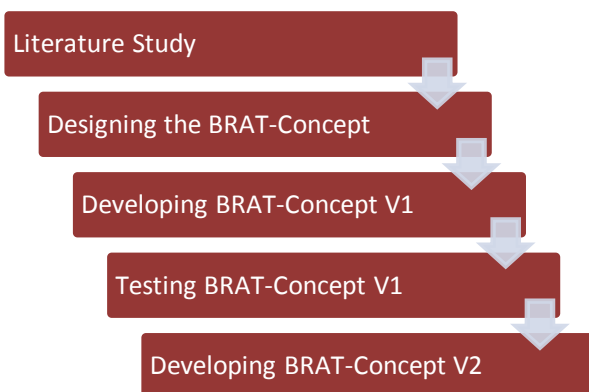 Literature Study
Designing the BRAT-Concept
Developing BRAT-Concept V1
Testing BRAT-Concept V1
Developing BRAT-Concept V2